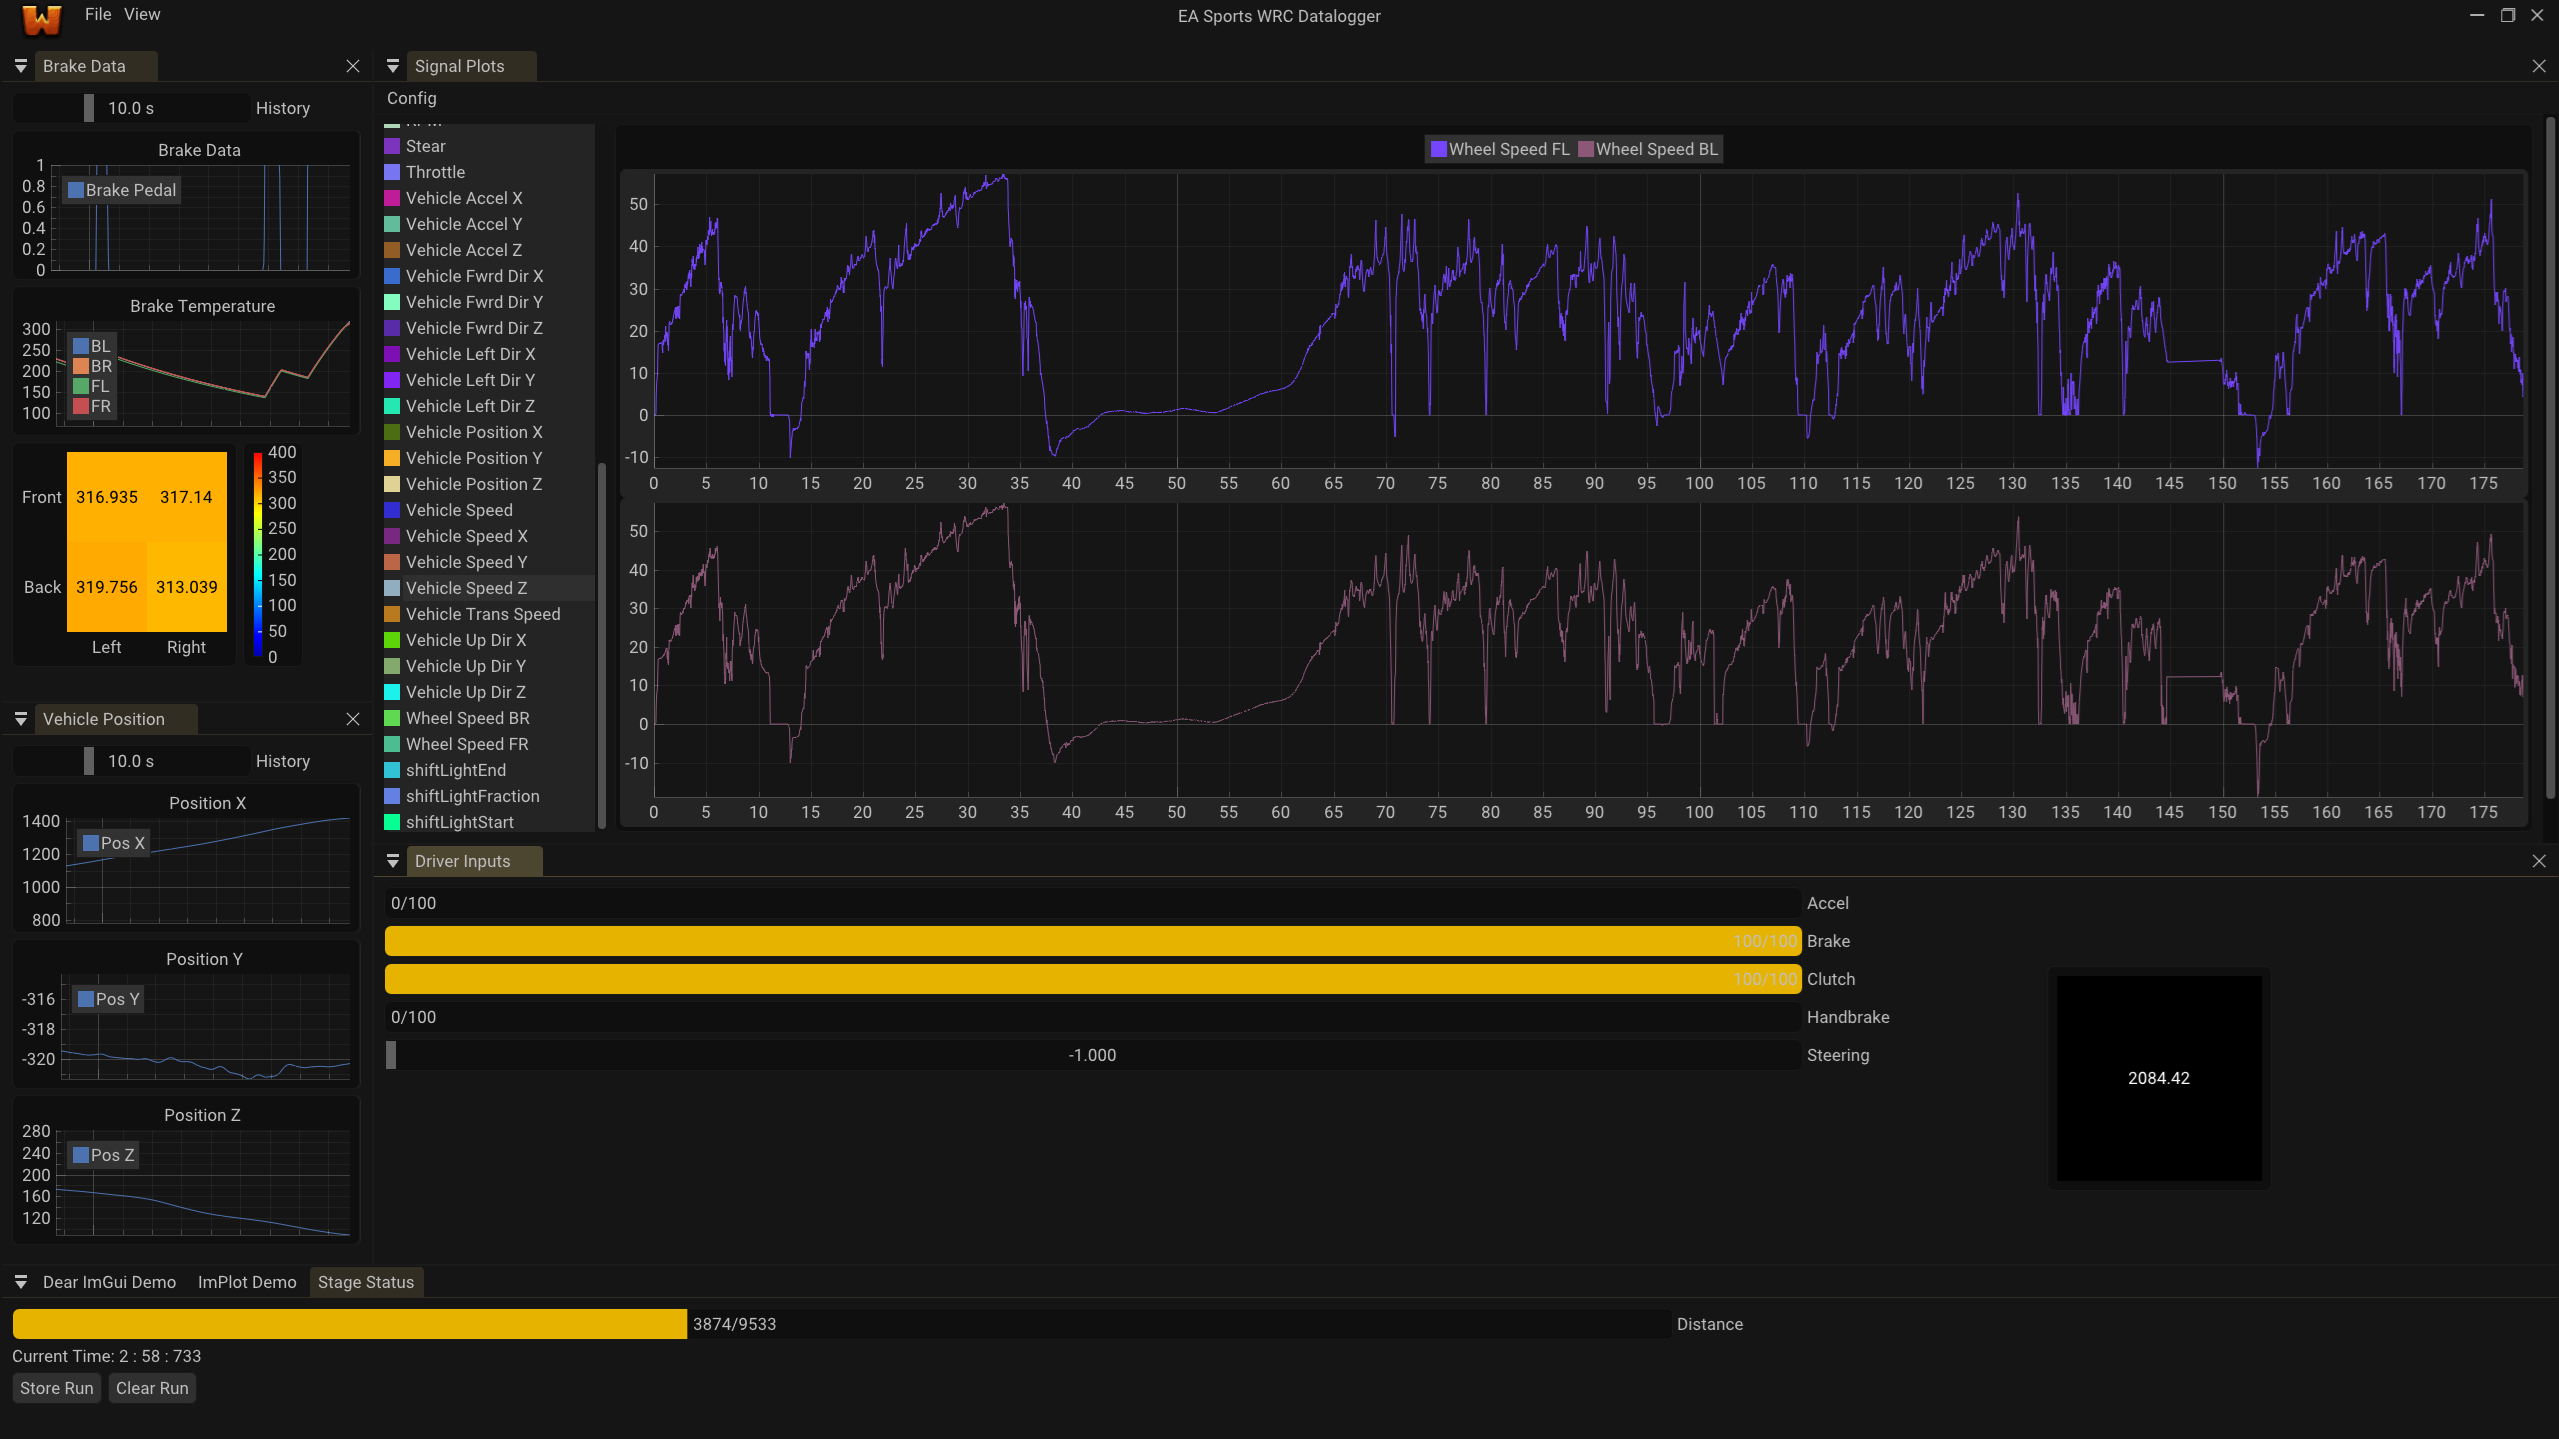 File View
EA Sports WRC Datalogger
Brake Data
10.0 s History
Brake Data
1
0.8
0.6
0.4
0.2
0
Brake Pedal
Brake Temperature
300
250
200
150
100
BL
BR
FL
FR
Front 316.935 317.14
Back 319.756 313.039
Left Right
400
350
300
250
200
150
100
50
0
Vehicle Position
10.0 s History
Position X
1400
1200
1000
800
Pos X
Position Y
-316
-318
-320
Pos Y
Position Z
280
240
200
160
120
Pos Z
Signal Plots
Config
RPM
Stear
Throttle
Vehicle Accel X
Vehicle Accel Y
Vehicle Accel Z
Vehicle Fwrd Dir X
Vehicle Fwrd Dir Y
Vehicle Fwrd Dir Z
Vehicle Left Dir X
Vehicle Left Dir Y
Vehicle Left Dir Z
Vehicle Position X
Vehicle Position Y
Vehicle Position Z
Vehicle Speed
Vehicle Speed X
Vehicle Speed Y
Vehicle Speed Z
Vehicle Trans Speed
Vehicle Up Dir X
Vehicle Up Dir Y
Vehicle Up Dir Z
Wheel Speed BR
Wheel Speed FR
shiftLightEnd
shiftLightFraction
shiftLightStart
Wheel Speed FL Wheel Speed BL
50
40
30
20
10
0
-10
0 5 10 15 20 25 30 35 40 45 50 55 60 65 70 75 80 85 90 95 100 105 110 115 120 125 130 135 140 145 150 155 160 165 170 175
50
40
30
20
10
0
-10
0 5 10 15 20 25 30 35 40 45 50 55 60 65 70 75 80 85 90 95 100 105 110 115 120 125 130 135 140 145 150 155 160 165 170 175
Driver Inputs
0/100 Accel
100/100 Brake
100/100 Clutch
0/100 Handbrake
-1.000 Steering
2084.42
Dear ImGui Demo ImPlot Demo Stage Status
3874/9533 Distance
Current Time: 2 : 58 : 733
Store Run Clear Run